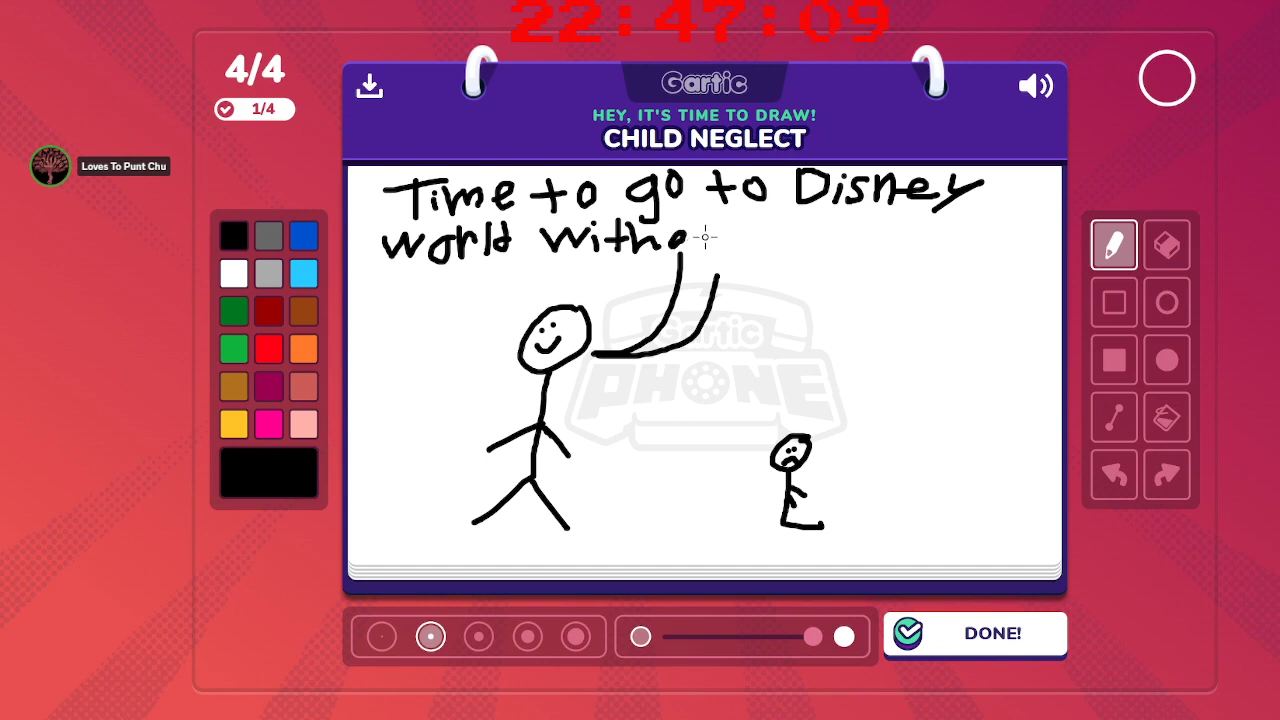 22:47:09
4/4
1/4
Gartic
HEY, IT'S TIME TO DRAW!
CHILD NEGLECT
Loves To Punt Chu
Time to go to Disney
world witho
Gartic
PHONE
DONE!